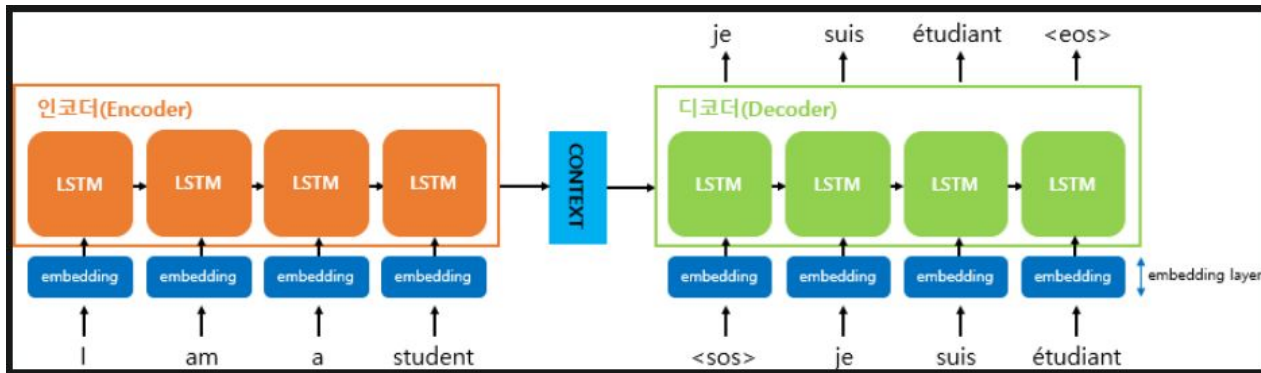 je suis étudiant <eos>
인코더(Encoder)
디코더(Decoder)
LSTM LSTM LSTM LSTM
CONTEXT
LSTM LSTM LSTM LSTM
embedding embedding embedding embedding
embedding embedding embedding embedding
embedding layer
I am a student
<sos> je suis étudiant